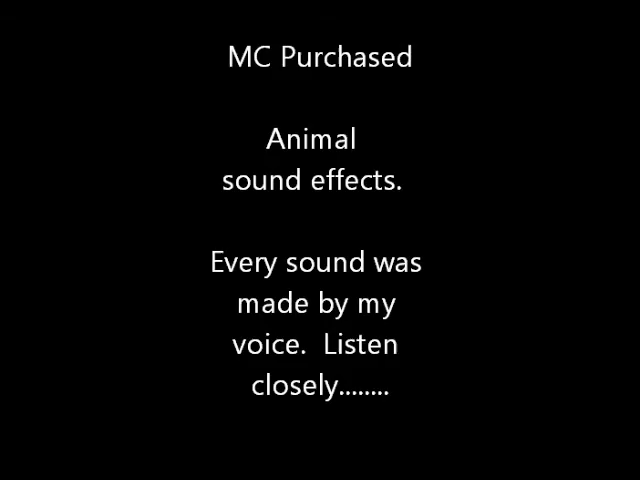 MC Purchased
Animal
sound effects.
Every sound was
made by my
voice.  Listen
closely........